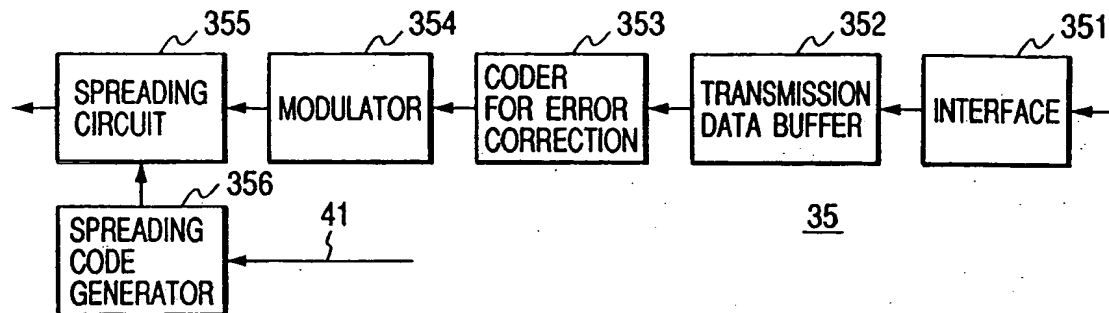 355
354
353
352
351
SPREADING
CIRCUIT
MODULATOR
CODER
FOR ERROR
CORRECTION
TRANSMISSION
DATA BUFFER
INTERFACE
356
SPREADING
CODE
GENERATOR
41
35